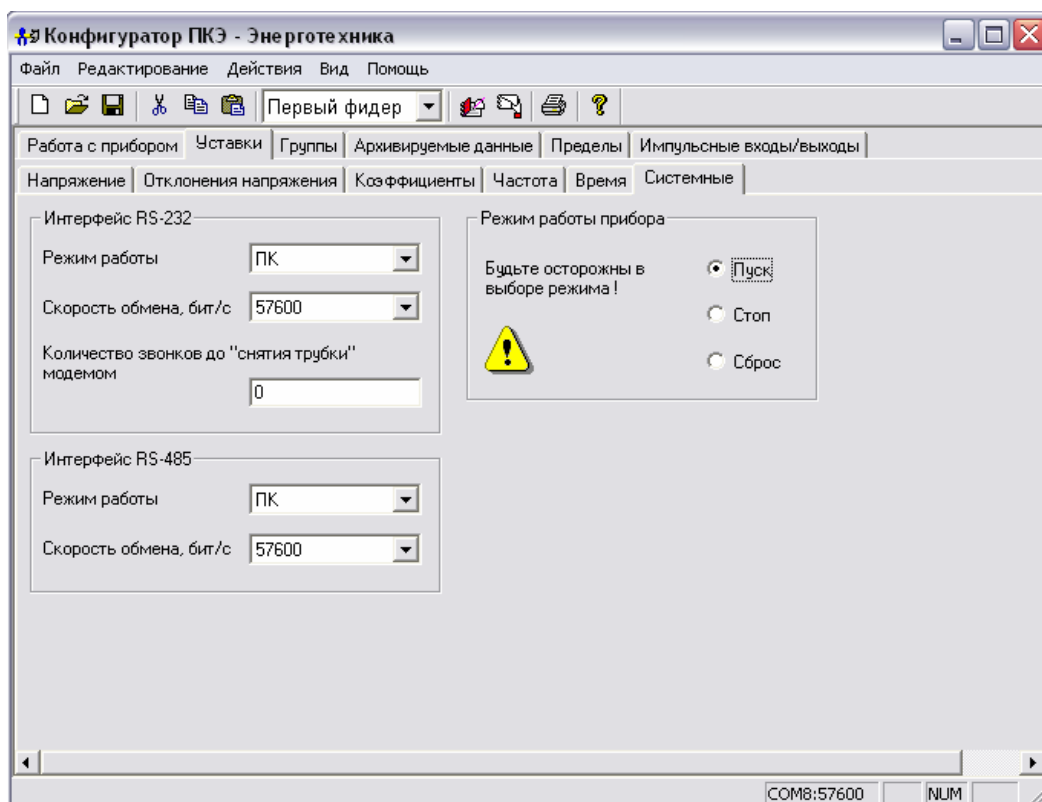 Конфигуратор ПКЭ - Энерготехника
Файл Редактирование Действия Вид Помощь
Первый фидер
Работа с прибором Уставки Группы Архивируемые данные Пределы Импульсные входы/выходы
Напряжение Отклонения напряжения Коэффициенты Частота Время Системные
Интерфейс RS-232
Режим работы ПК
Скорость обмена, бит/с 57600
Количество звонков до "снятия трубки"
модемом
0
Режим работы прибора
Будьте осторожны в
выборе режима !
Пуск
Стоп
Сброс
Интерфейс RS-485
Режим работы ПК
Скорость обмена, бит/с 57600
COM8:57600 NUM